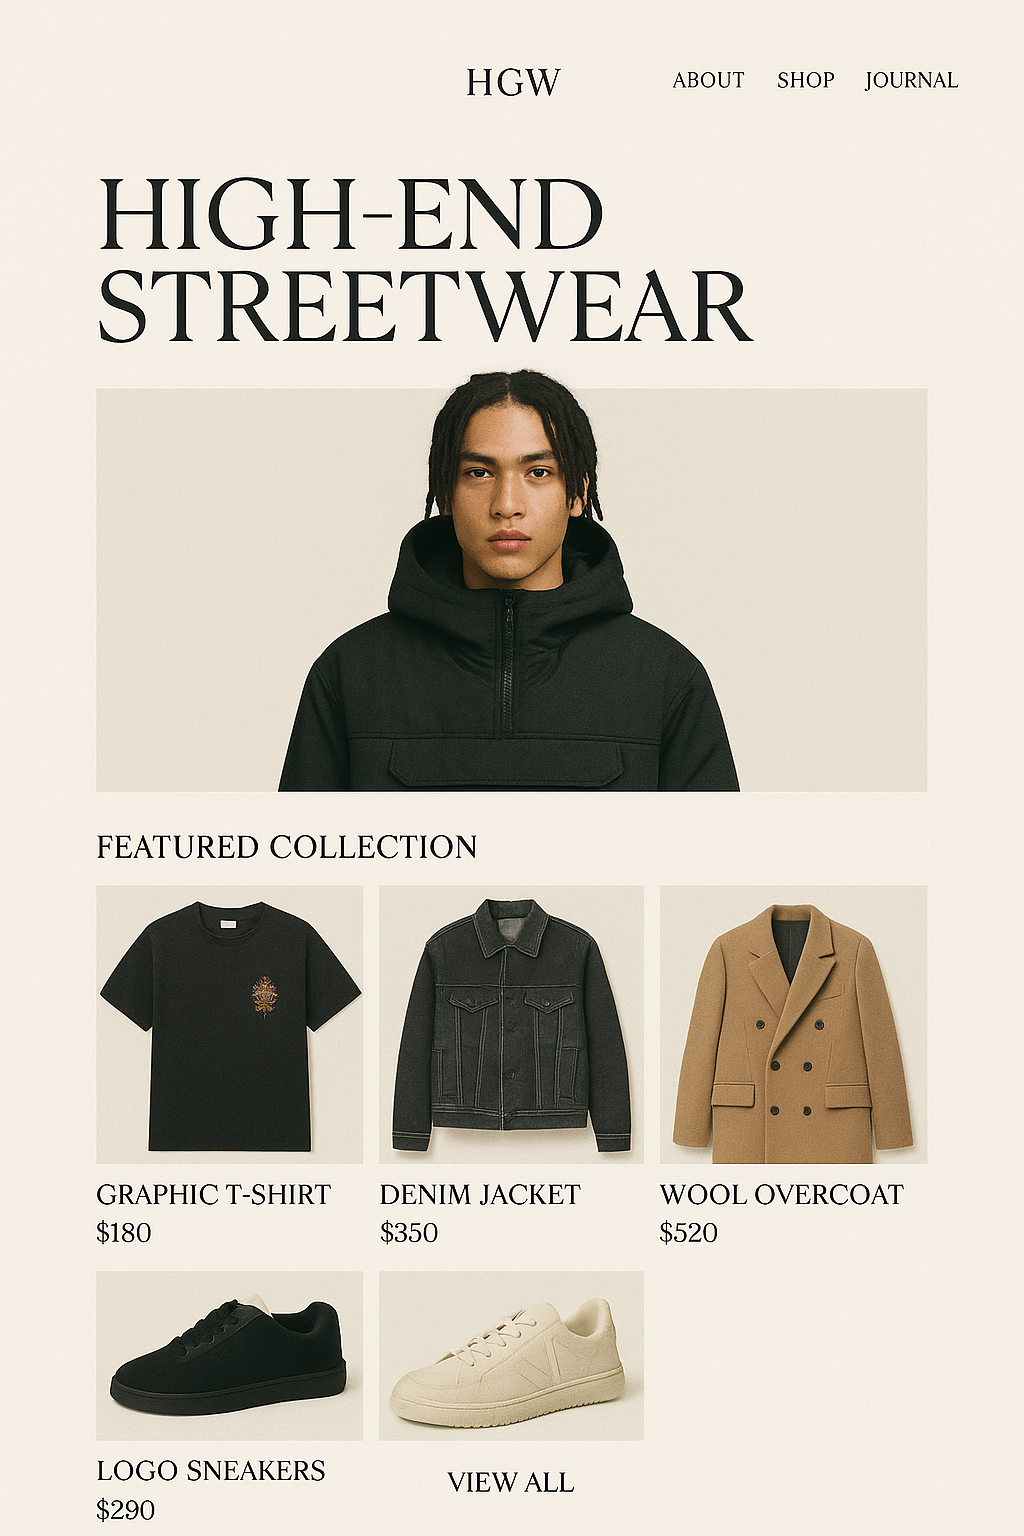 HGW
ABOUT SHOP JOURNAL
HIGH-END
STREETWEAR
FEATURED COLLECTION
GRAPHIC T-SHIRT
$180
DENIM JACKET
$350
WOOL OVERCOAT
$520
LOGO SNEAKERS
$290
VIEW ALL